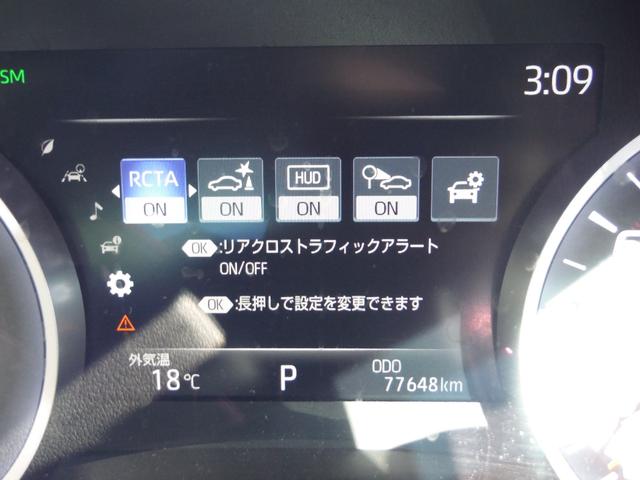 SM
3:09
RCTA HUD
ON ON ON ON
OK :リアクロストラフィックアラート
ON/OFF
OK :長押しで設定を変更できます
外気温 ODO
18℃ P 77648km